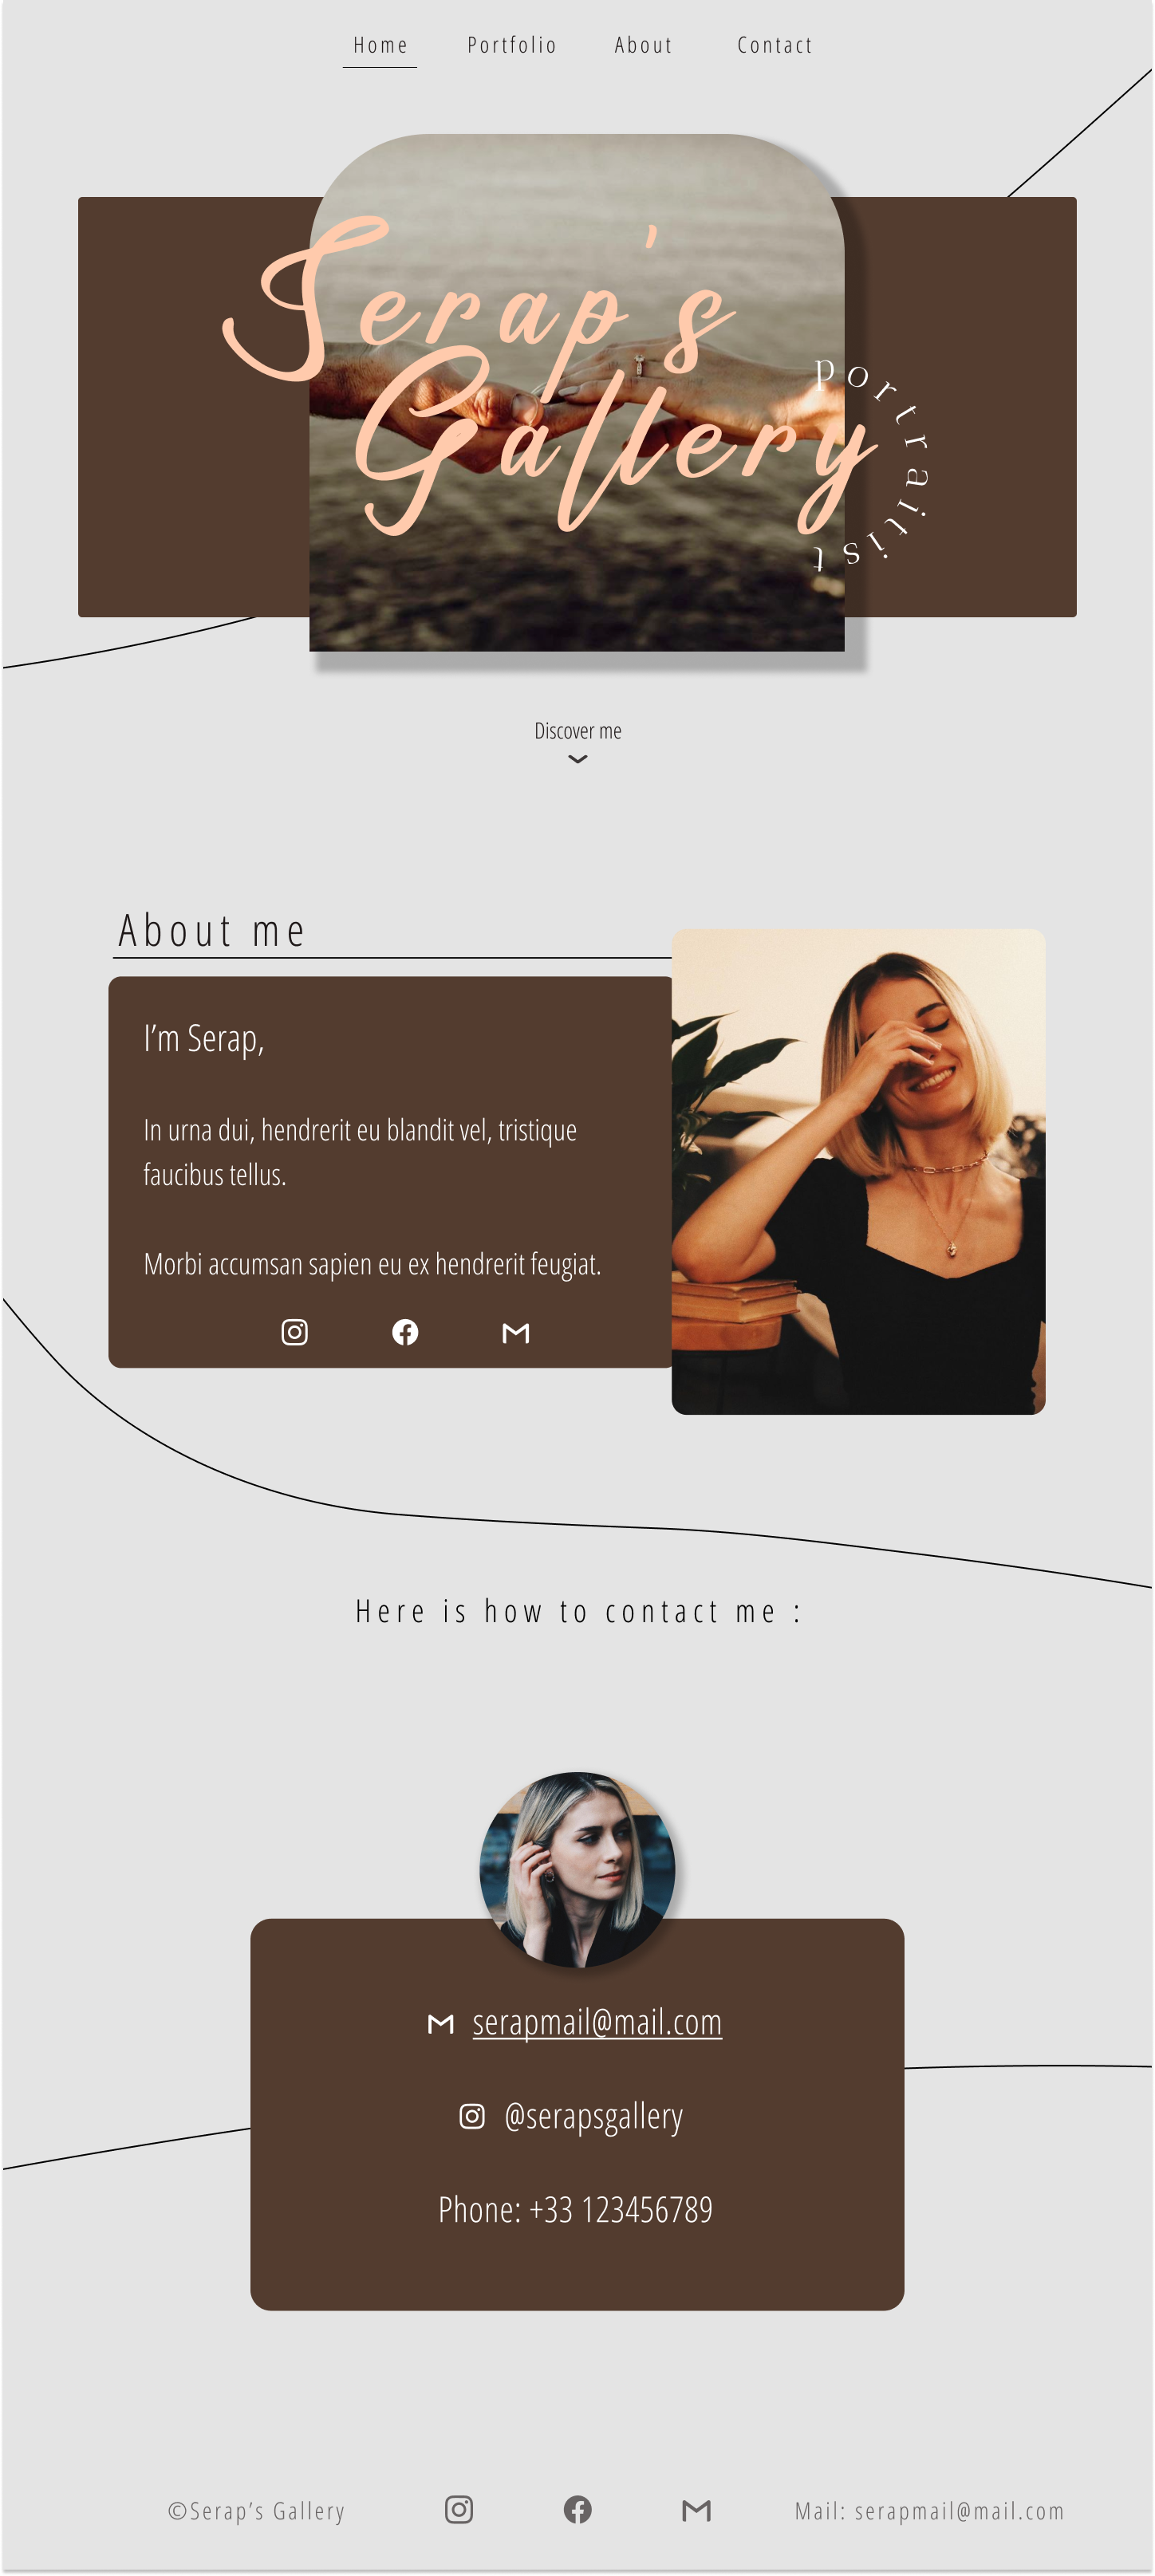 Home Portfolio About Contact
Serap's
Gallery
portraitist
Discover me
About me
I’m Serap,
In urna dui, hendrerit eu blandit vel, tristique
faucibus tellus.
Morbi accumsan sapien eu ex hendrerit feugiat.
Here is how to contact me :
serapmail@mail.com
@serapsgallery
Phone: +33 123456789
©Serap’s Gallery Mail: serapmail@mail.com